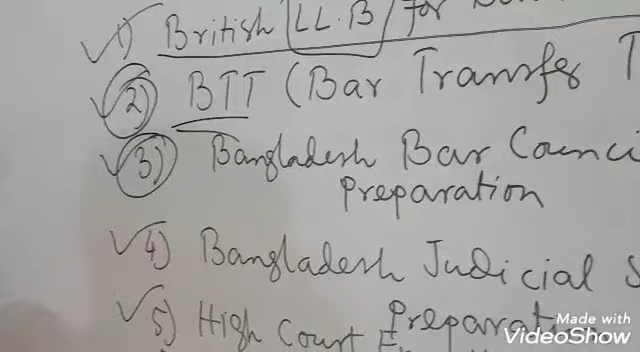 1) British (LL.B) for
2) BTT (Bar Transfer T
3) Bangladesh Bar Counci
Preparation
4) Bangladesh Judicial S
Preparation
5) High Court
Made with
VideoShow